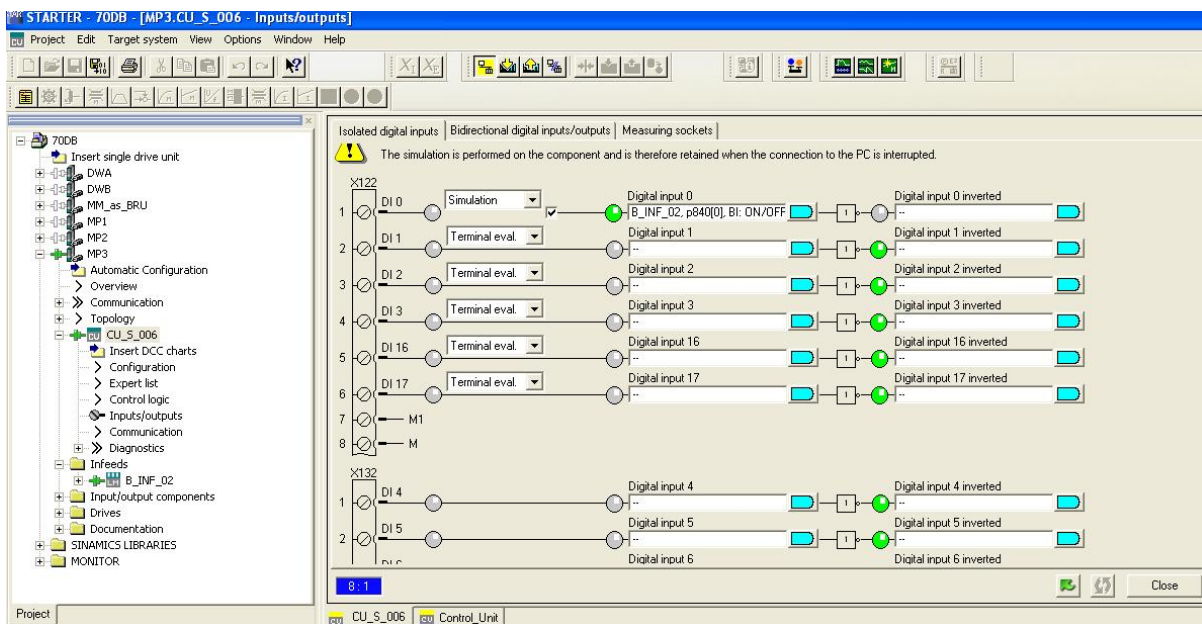 STARTER - 70DB - [MP3.CU_S_006 - Inputs/outputs]
Project Edit Target system View Options Window Help
70DB
Insert single drive unit
DWA
DWB
MM_as_BRU
MP1
MP2
MP3
Automatic Configuration
Overview
Communication
Topology
CU_S_006
Insert DCC charts
Configuration
Expert list
Control logic
Inputs/outputs
Communication
Diagnostics
Infeeds
B_INF_02
Input/output components
Drives
Documentation
SINAMICS LIBRARIES
MONITOR
Project
Isolated digital inputs Bidirectional digital inputs/outputs Measuring sockets
The simulation is performed on the component and is therefore retained when the connection to the PC is interrupted.
X122
Digital input 0 Digital input 0 inverted
1 DI 0 Simulation B_INF_02, p840[0], BI: ON/OFF 1 --
Digital input 1 Digital input 1 inverted
2 DI 1 Terminal eval. -- 1 --
Digital input 2 Digital input 2 inverted
3 DI 2 Terminal eval. -- 1 --
Digital input 3 Digital input 3 inverted
4 DI 3 Terminal eval. -- 1 --
Digital input 16 Digital input 16 inverted
5 DI 16 Terminal eval. -- 1 --
Digital input 17 Digital input 17 inverted
6 DI 17 Terminal eval. -- 1 --
7 M1
8 M
X132
Digital input 4 Digital input 4 inverted
1 DI 4 -- 1 --
Digital input 5 Digital input 5 inverted
2 DI 5 -- 1 --
Digital input 6 Digital input 6 inverted
8 : 1 Close
CU_S_006 Control_Unit